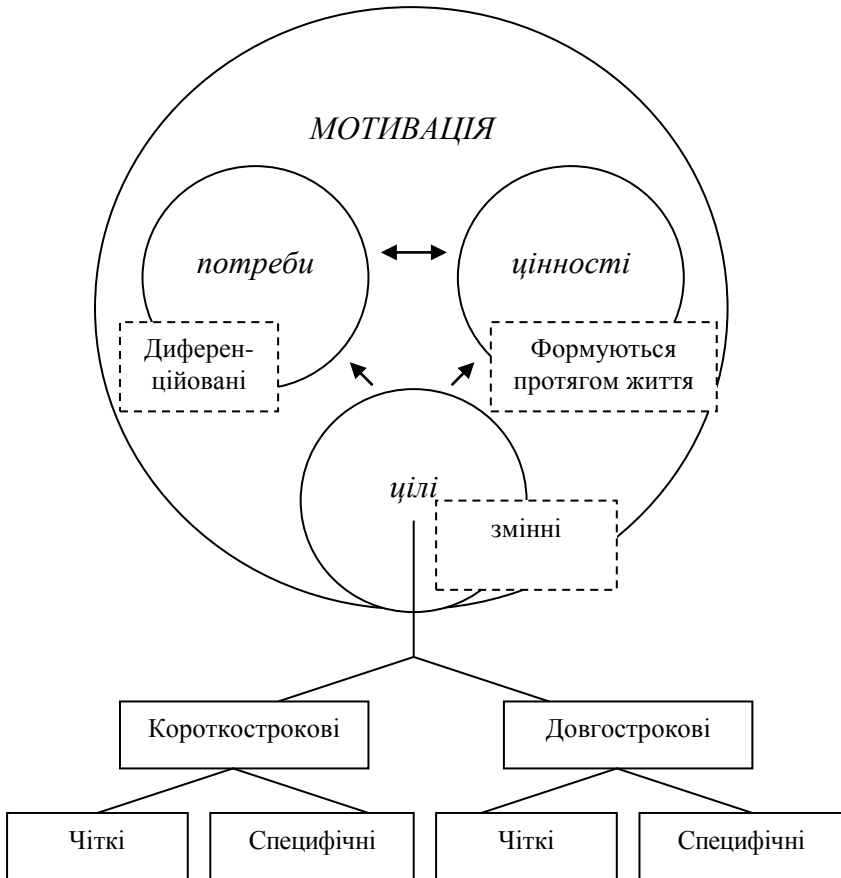 МОТИВАЦІЯ
потреби
цінності
Диферен-
ційовані
Формуються
протягом життя
цілі
змінні
Короткострокові
Довгострокові
Чіткі
Специфічні
Чіткі
Специфічні